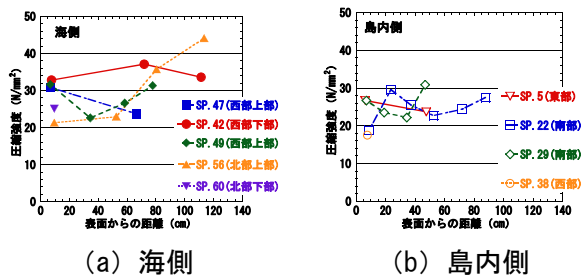 海側
圧縮強度 (N/mm²)
50
40
30
20
10
0
0 20 40 60 80 100 120 140
表面からの距離 (cm)
SP.47(西部上部)
SP.42(西部下部)
SP.49(西部上部)
SP.56(北部上部)
SP.60(北部下部)
(a) 海側
島内側
圧縮強度 (N/mm²)
50
40
30
20
10
0
0 20 40 60 80 100 120 140
表面からの距離 (cm)
SP.5(東部)
SP.22(南部)
SP.29(南部)
SP.38(西部)
(b) 島内側